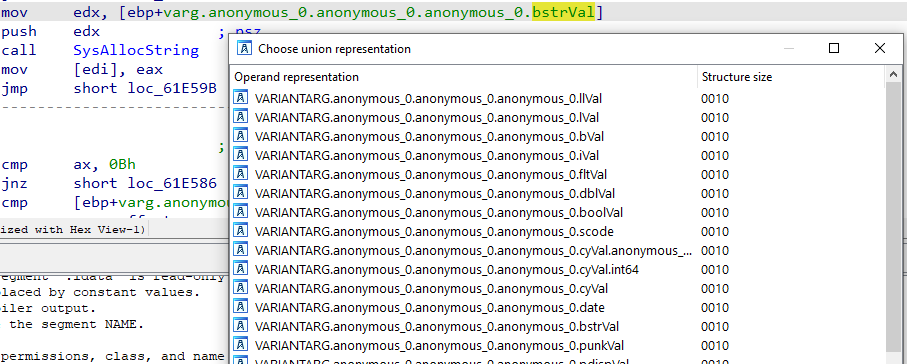 mov edx, [ebp+varg.anonymous_0.anonymous_0.anonymous_0.bstrVal]
push edx ; psz
call SysAllocString
mov [edi], eax
jmp short loc_61E59B
;
cmp ax, 0Bh
jnz short loc_61E586
cmp [ebp+varg.anonymou
ized with Hex View-1)
segment ".idata" is read-only
placed by constant values.
piler output.
the segment NAME.
permissions, class, and name
Choose union representation
Operand representation Structure size
VARIANTARG.anonymous_0.anonymous_0.anonymous_0.llVal 0010
VARIANTARG.anonymous_0.anonymous_0.anonymous_0.lVal 0010
VARIANTARG.anonymous_0.anonymous_0.anonymous_0.bVal 0010
VARIANTARG.anonymous_0.anonymous_0.anonymous_0.iVal 0010
VARIANTARG.anonymous_0.anonymous_0.anonymous_0.fltVal 0010
VARIANTARG.anonymous_0.anonymous_0.anonymous_0.dblVal 0010
VARIANTARG.anonymous_0.anonymous_0.anonymous_0.boolVal 0010
VARIANTARG.anonymous_0.anonymous_0.anonymous_0.scode 0010
VARIANTARG.anonymous_0.anonymous_0.anonymous_0.cyVal.anonymous_... 0010
VARIANTARG.anonymous_0.anonymous_0.anonymous_0.cyVal.int64 0010
VARIANTARG.anonymous_0.anonymous_0.anonymous_0.cyVal 0010
VARIANTARG.anonymous_0.anonymous_0.anonymous_0.date 0010
VARIANTARG.anonymous_0.anonymous_0.anonymous_0.bstrVal 0010
VARIANTARG.anonymous_0.anonymous_0.anonymous_0.punkVal 0010
VARIANTARG.anonymous_0.anonymous_0.anonymous_0.pdispVal 0010